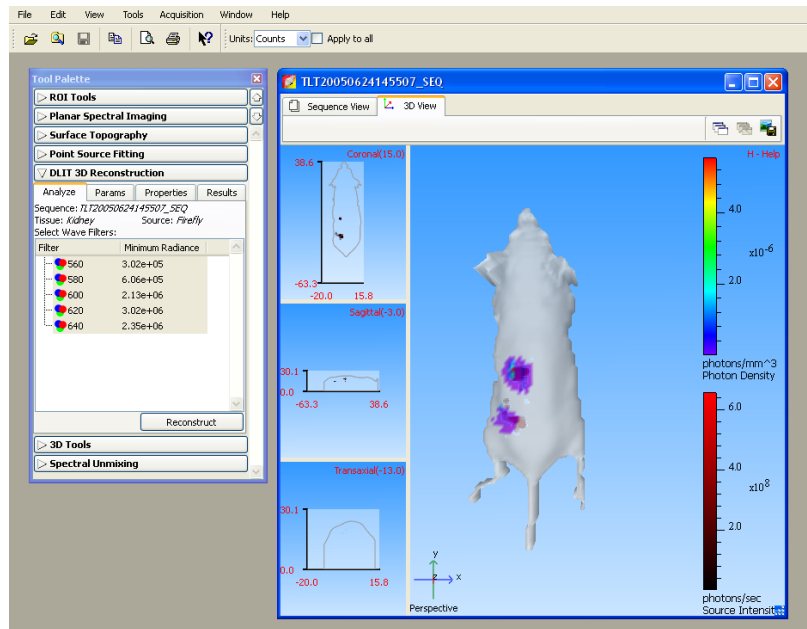 File Edit View Tools Acquisition Window Help
Units: Counts Apply to all
Tool Palette
ROI Tools
Planar Spectral Imaging
Surface Topography
Point Source Fitting
DLIT 3D Reconstruction
Analyze Params Properties Results
Sequence: TLT20050624145507_SEQ
Tissue: Kidney Source: Firefly
Select Wave Filters:
Filter Minimum Radiance
560 3.02e+05
580 6.06e+05
600 2.13e+06
620 3.02e+06
640 2.35e+06
Reconstruct
3D Tools
Spectral Unmixing
TLT20050624145507_SEQ
Sequence View 3D View
Coronal(15.0)
38.6
-63.3
-20.0 15.8
Sagittal(-3.0)
30.1
0.0
-63.3 38.6
Transaxial(-13.0)
30.1
0.0
-20.0 15.8
H - Help
4.0
x10-6
2.0
photons/mm^3
Photon Density
6.0
4.0
x108
2.0
photons/sec
Source Intensit
y
z x
Perspective